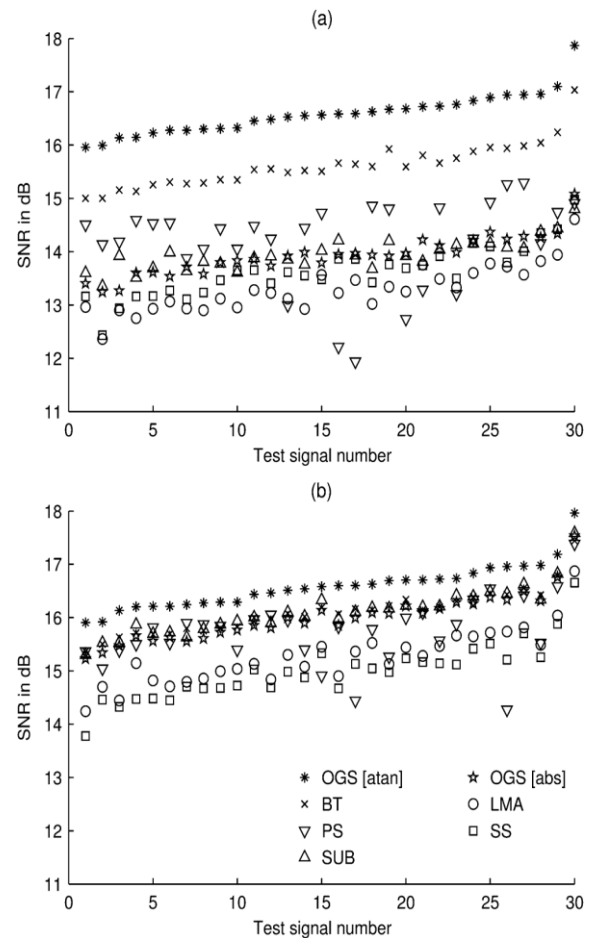 (a)
18
17
16
15
14
13
12
11
SNR in dB
0 5 10 15 20 25 30
Test signal number
(b)
18
17
16
15
14
13
12
11
SNR in dB
OGS [atan] OGS [abs]
BT LMA
PS SS
SUB
0 5 10 15 20 25 30
Test signal number